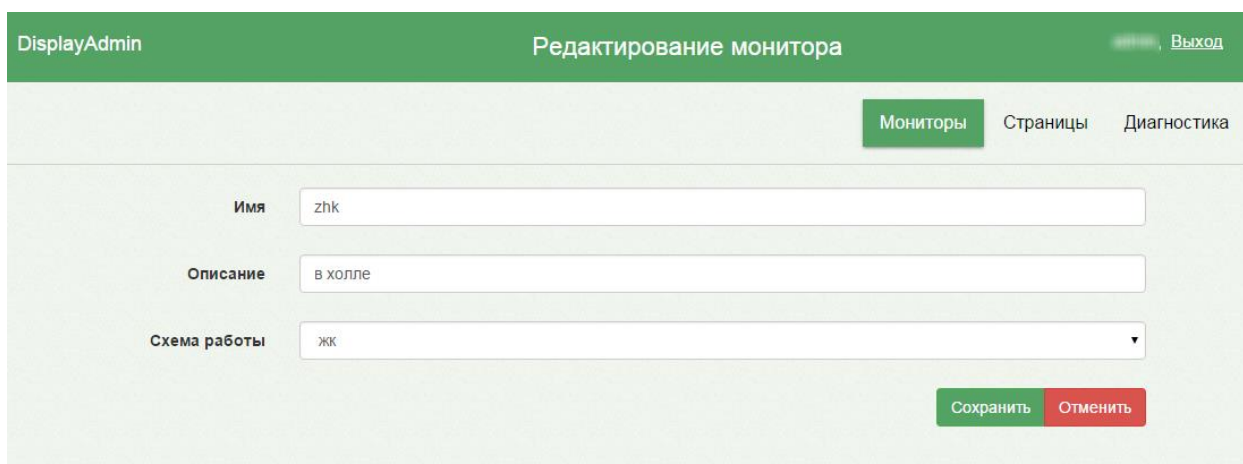 DisplayAdmin Редактирование монитора , Выход
Мониторы Страницы Диагностика
Имя zhk
Описание в холле
Схема работы жк
Сохранить Отменить